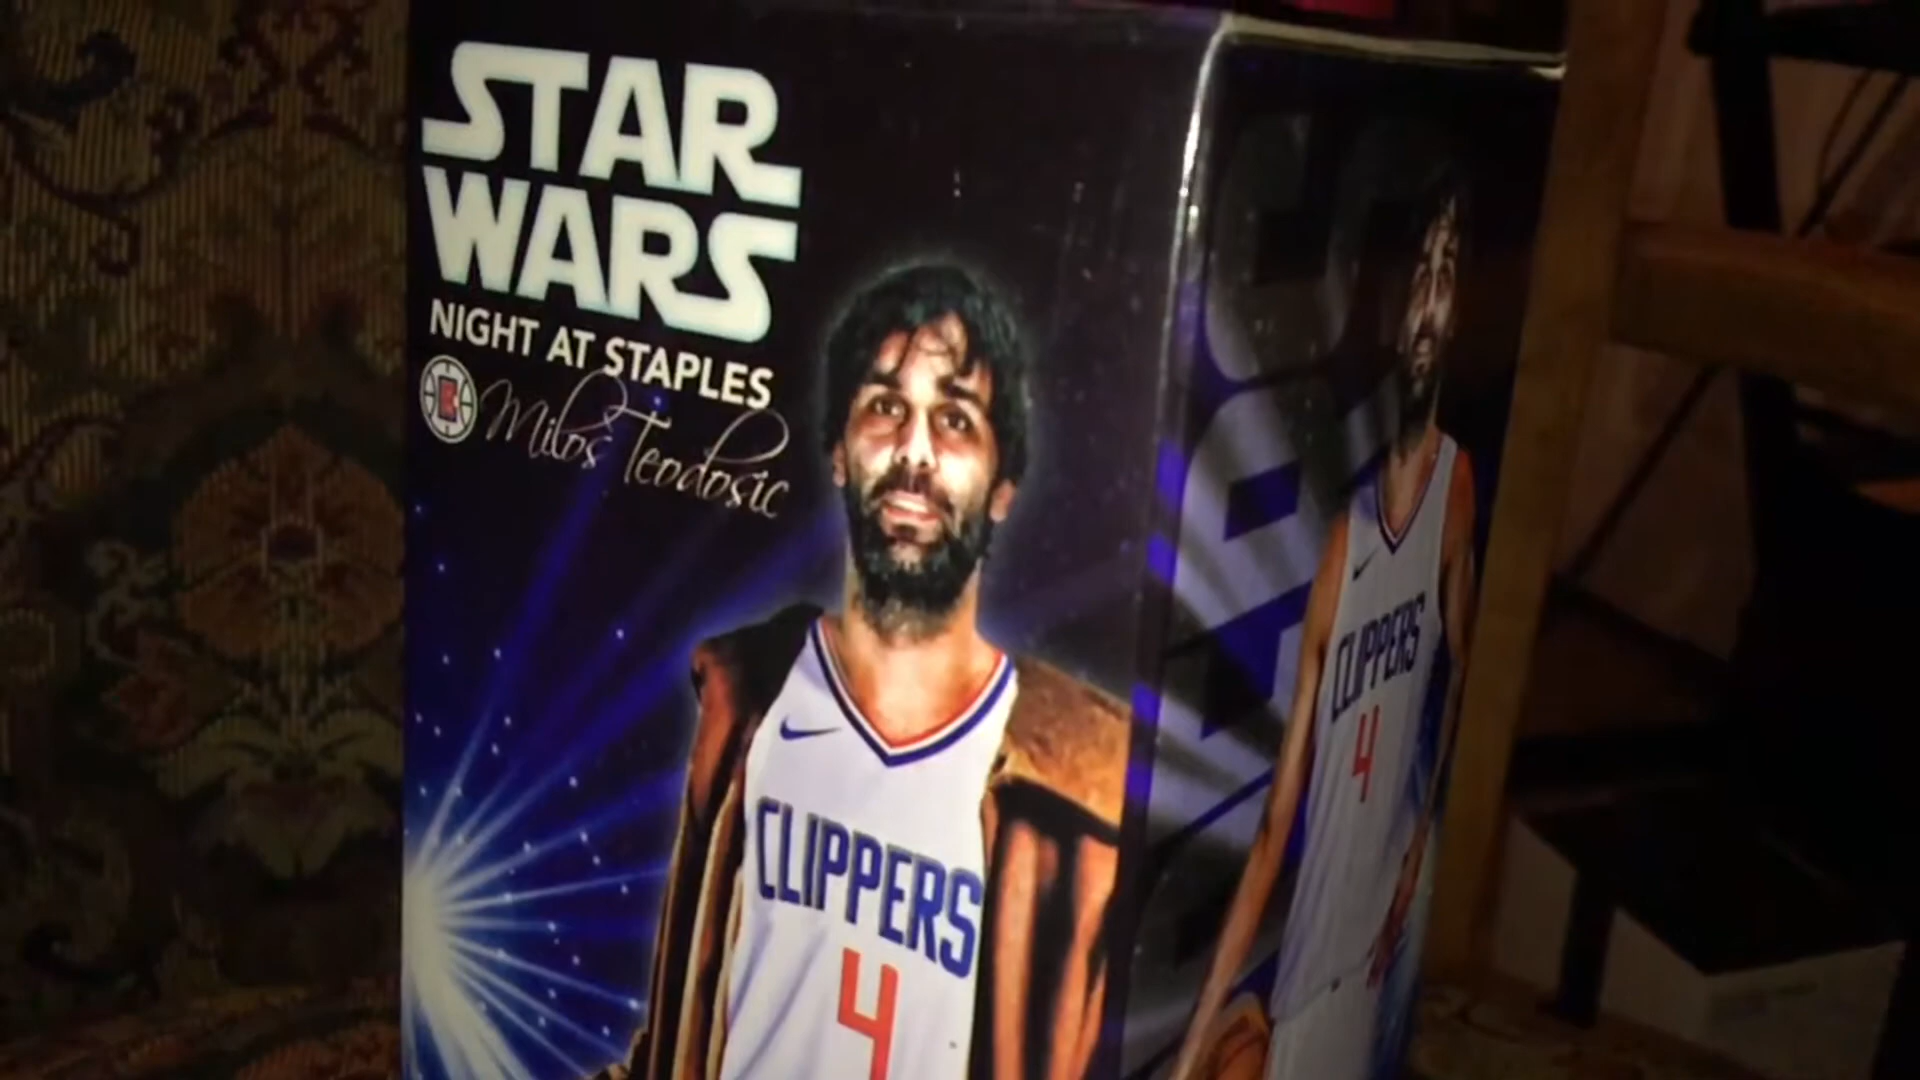 STAR
WARS
NIGHT AT STAPLES
Milos Teodosic
CLIPPERS
4
CLIPPERS
4